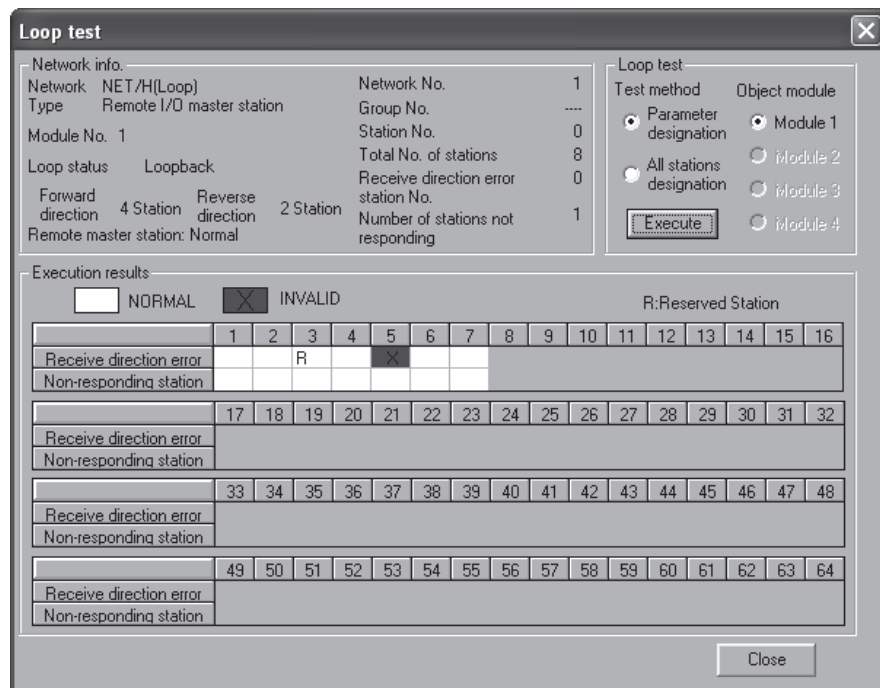 Loop test
Network info.
Network NET/H(Loop)
Type Remote I/O master station
Module No. 1
Loop status Loopback
Forward direction 4 Station Reverse direction 2 Station
Remote master station: Normal
Network No. 1
Group No. ----
Station No. 0
Total No. of stations 8
Receive direction error station No. 0
Number of stations not responding 1
Loop test
Test method Object module
Parameter designation
All stations designation
Module 1
Module 2
Module 3
Module 4
Execute
Execution results
NORMAL X INVALID R:Reserved Station
1 2 3 4 5 6 7 8 9 10 11 12 13 14 15 16
Receive direction error R X
Non-responding station
17 18 19 20 21 22 23 24 25 26 27 28 29 30 31 32
Receive direction error
Non-responding station
33 34 35 36 37 38 39 40 41 42 43 44 45 46 47 48
Receive direction error
Non-responding station
49 50 51 52 53 54 55 56 57 58 59 60 61 62 63 64
Receive direction error
Non-responding station
Close